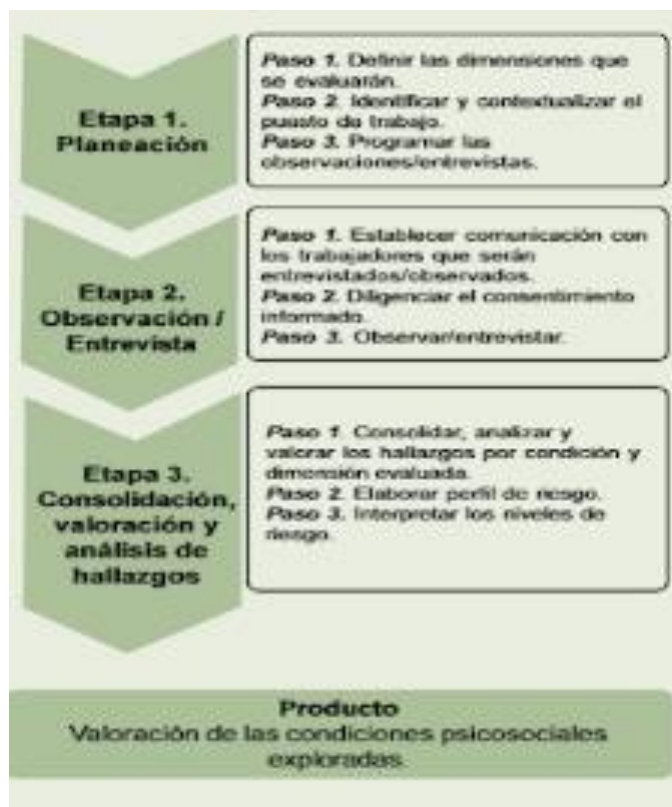 Etapa 1.
Planeación
Paso 1. Definir las dimensiones que
se evaluarán.
Paso 2. Identificar y contextualizar el
puesto de trabajo.
Paso 3. Programar las
observaciones/entrevistas.
Etapa 2.
Observación /
Entrevista
Paso 1. Establecer comunicación con
los trabajadores que serán
entrevistados/observados.
Paso 2. Diligenciar el consentimiento
informado.
Paso 3. Observar/entrevistar.
Etapa 3.
Consolidación,
valoración y
análisis de
hallazgos
Paso 1. Consolidar, analizar y
valorar los hallazgos por condición y
dimensión evaluada.
Paso 2. Elaborar perfil de riesgo.
Paso 3. Interpretar los niveles de
riesgo.
Producto
Valoración de las condiciones psicosociales
exploradas